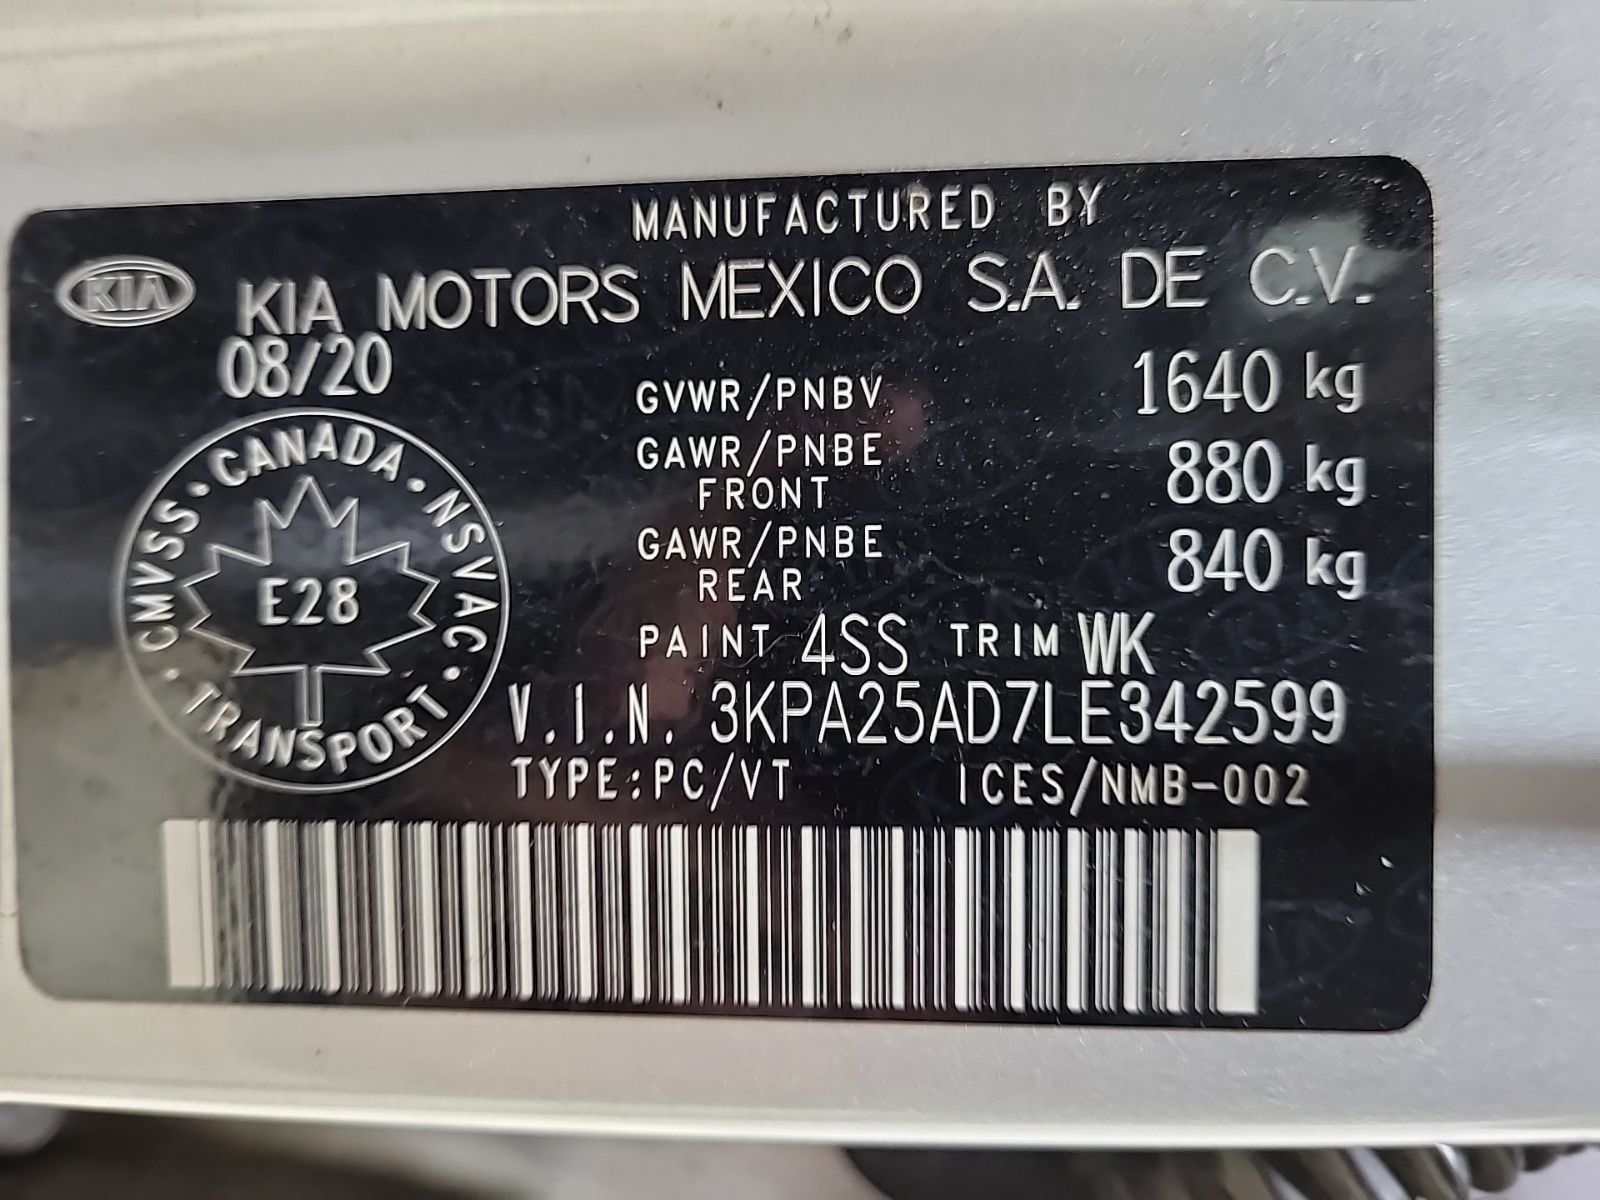 MANUFACTURED BY
KIA KIA MOTORS MEXICO S.A. DE C.V.
08/20
GVWR/PNBV 1640 kg
GAWR/PNBE
FRONT 880 kg
GAWR/PNBE
REAR 840 kg
CMVSS • CANADA • NSVAC • TRANSPORT •
E28
PAINT 4SS TRIM WK
V.I.N. 3KPA25AD7LE342599
TYPE:PC/VT ICES/NMB-002